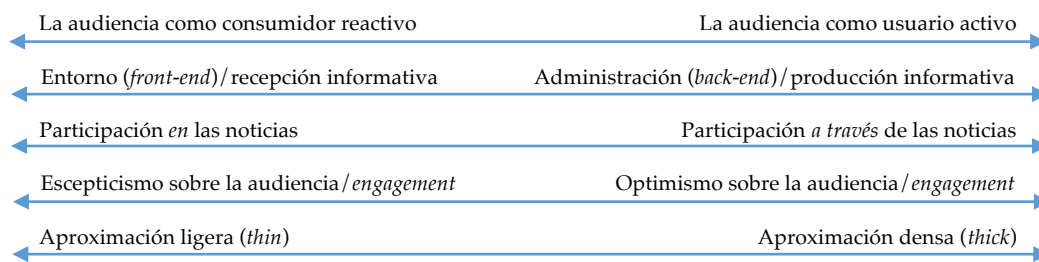 La audiencia como consumidor reactivo La audiencia como usuario activo
Entorno (front-end)/recepción informativa Administración (back-end)/producción informativa
Participación en las noticias Participación a través de las noticias
Escepticismo sobre la audiencia/engagement Optimismo sobre la audiencia/engagement
Aproximación ligera (thin) Aproximación densa (thick)